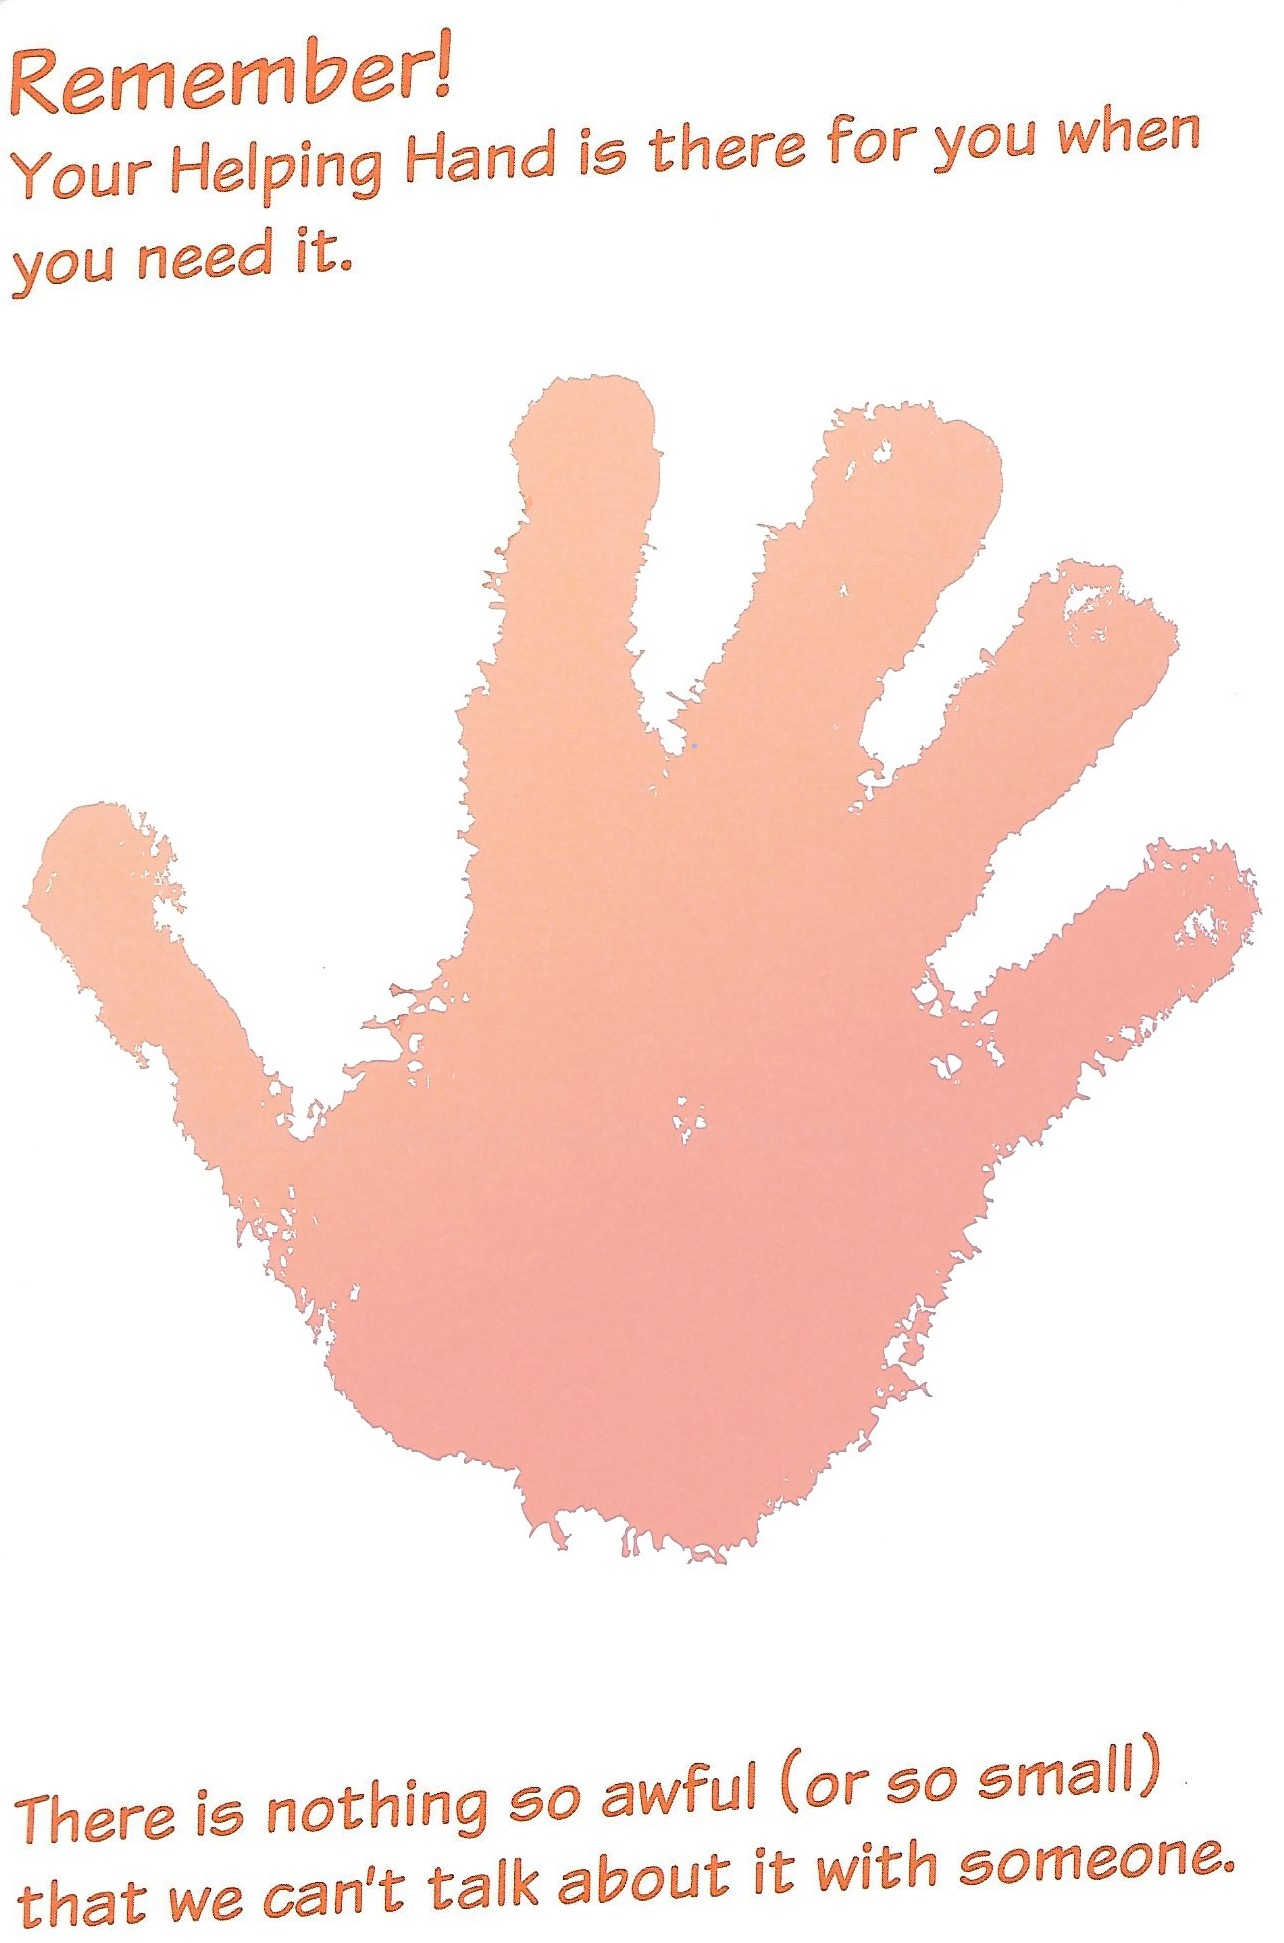 Remember!
Your Helping Hand is there for you when
you need it.
There is nothing so awful (or so small)
that we can't talk about it with someone.